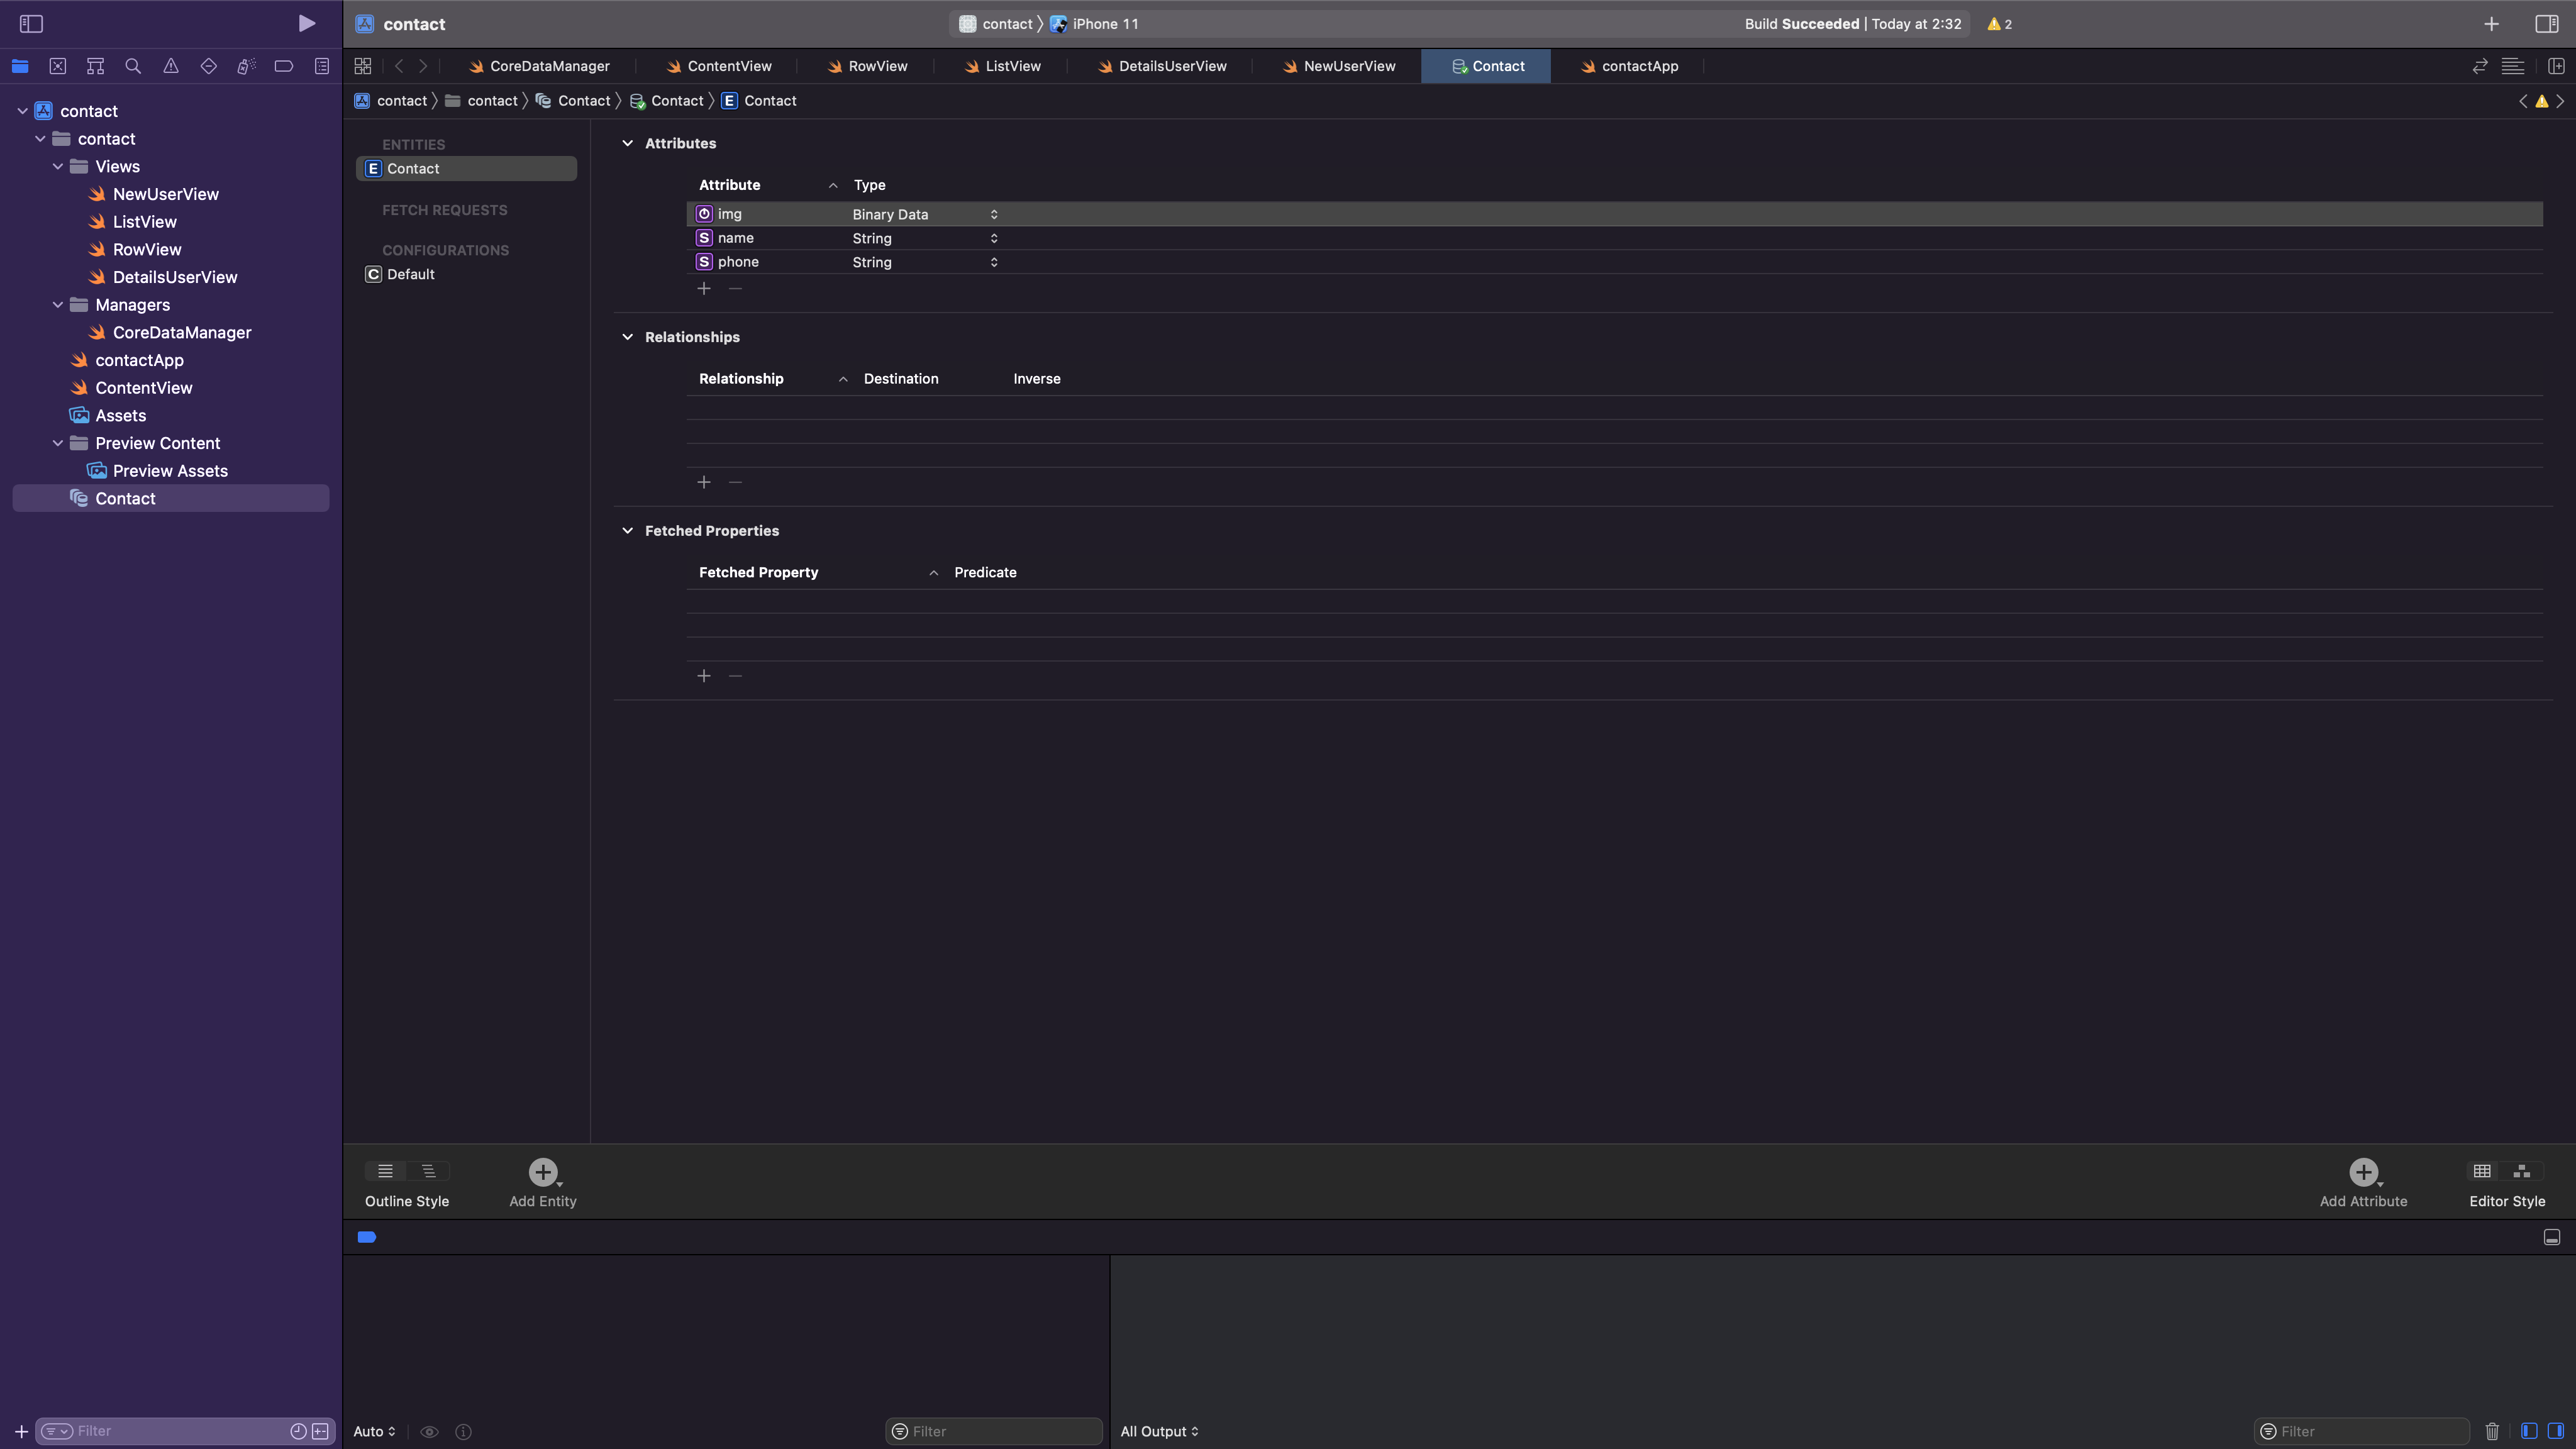 contact
contact 〉 iPhone 11
Build Succeeded | Today at 2:32
2
CoreDataManager
ContentView
RowView
ListView
DetailsUserView
NewUserView
Contact
contactApp
contact 〉 contact 〉 Contact 〉 Contact 〉 E Contact
contact
contact
Views
NewUserView
ListView
RowView
DetailsUserView
Managers
CoreDataManager
contactApp
ContentView
Assets
Preview Content
Preview Assets
Contact
Filter
ENTITIES
E Contact
FETCH REQUESTS
CONFIGURATIONS
C Default
Attributes
Attribute Type
img Binary Data
S name String
S phone String
Relationships
Relationship Destination Inverse
Fetched Properties
Fetched Property Predicate
Outline Style
Add Entity
Add Attribute
Editor Style
Auto
Filter
All Output
Filter